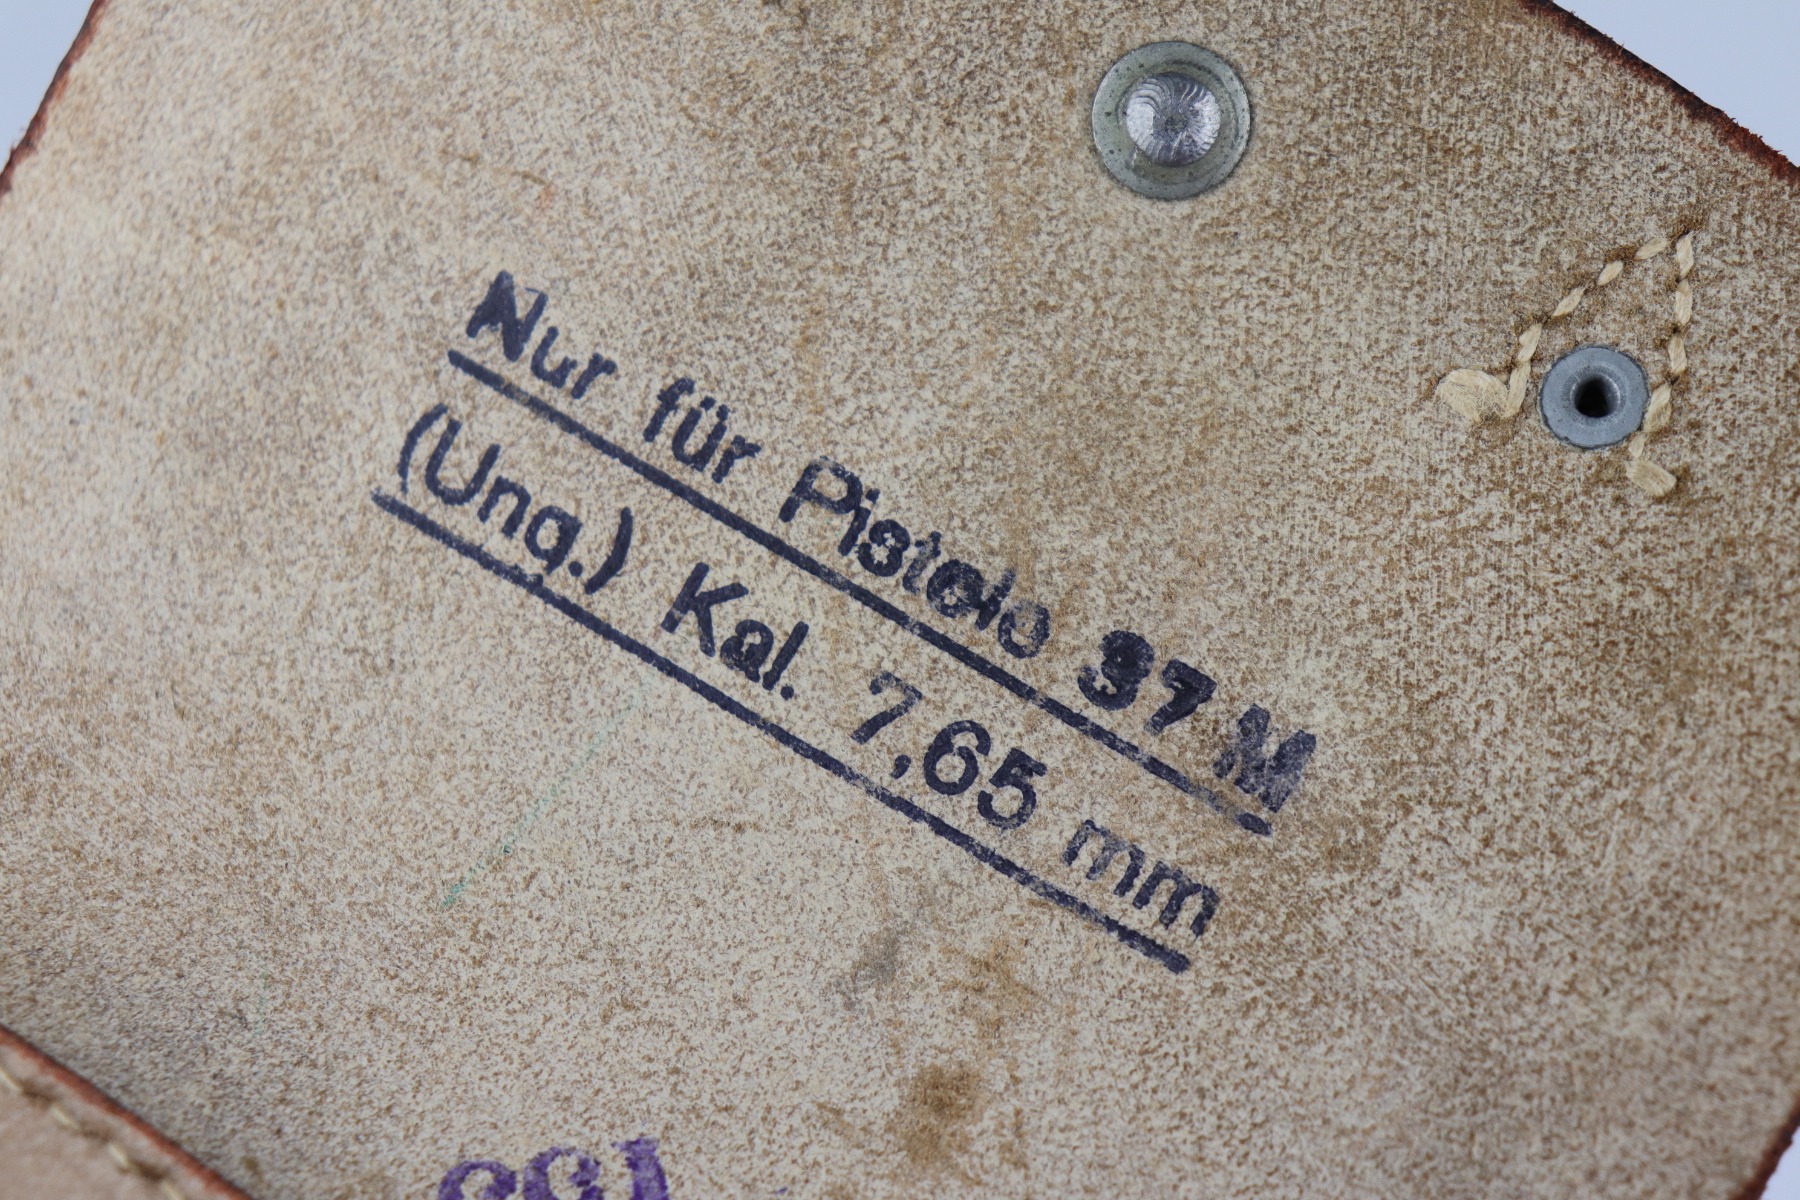 Nur für Pistole 37 M
(Ung.) Kal. 7,65 mm